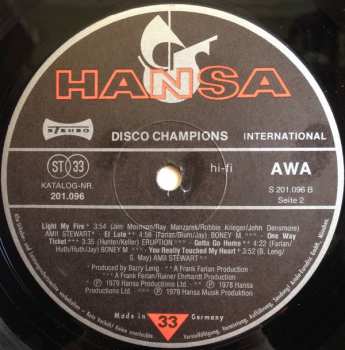 HANSA
STEREO
DISCO CHAMPIONS
INTERNATIONAL
ST 33
hi-fi
AWA
KATALOG-NR.
201.096
S 201.096 B
Seite 2
Light My Fire 3:54 (Jim Morrison/Ray Manzarek/Robbie Krieger/John Densmore)
AMII STEWART El Lute 4:56 (Farian/Blum/Jay) BONEY M. One Way
Ticket 3:35 (Hunter/Keller) ERUPTION Gotta Go Home 4:22 (Farian/
Huth/Huth/Jay) BONEY M You Really Touched My Heart 3:52 (B. Leng/
S. May) AMII STEWART
Produced by Barry Leng A Frank Farian Production
A Frank Farian/Rainer Ehrhardt Production
1979 Hansa
Productions Ltd. 1978 Hansa
Productions Ltd. 1979 Hansa Musik Produktion
Made in Germany
33